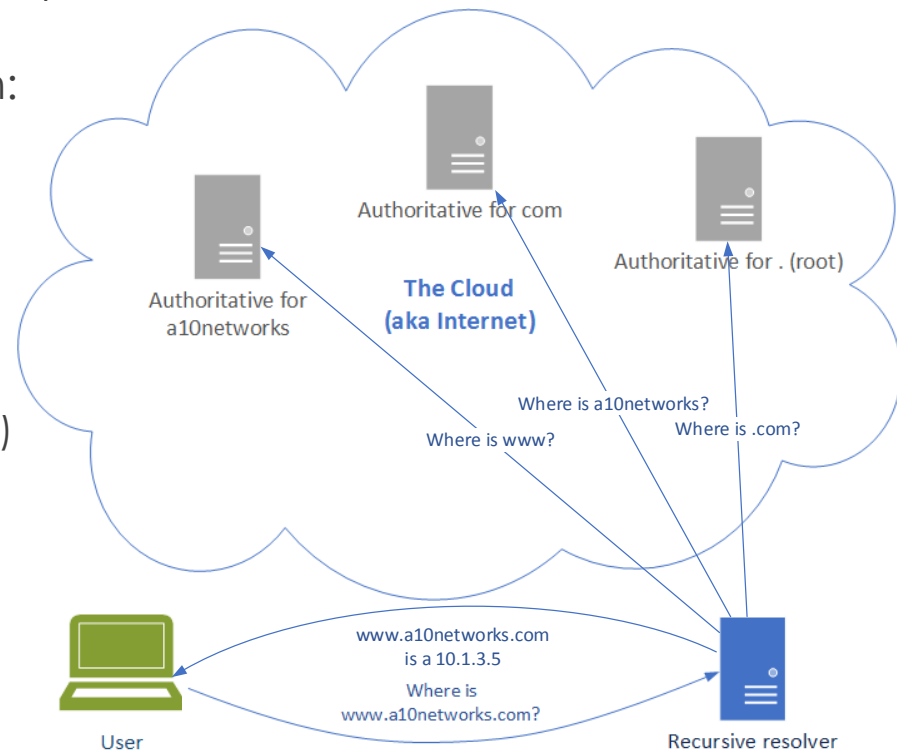 n:
)
Authoritative for com
Authoritative for . (root)
Authoritative for
a10networks
The Cloud
(aka Internet)
Where is a10networks?
Where is .com?
Where is www?
www.a10networks.com
is a 10.1.3.5
Where is
www.a10networks.com?
User
Recursive resolver